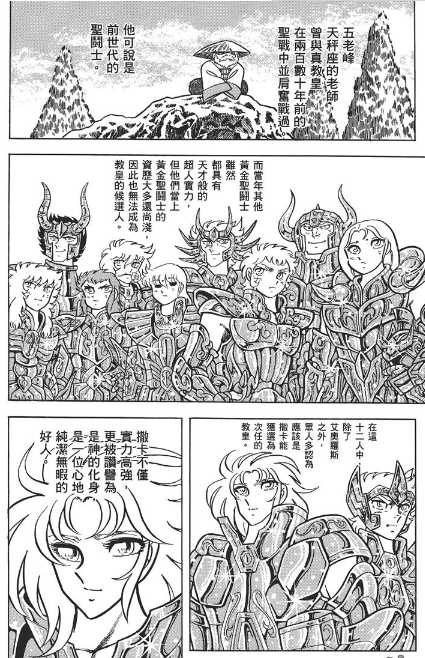 五老峰
天秤座的老師
曾與真教皇
在兩百數十年前的
聖戰中並肩奮戰過
他可說是
前世代的
聖鬪士。
而當年其他
黃金聖鬪士
雖然
都具有
天才般的
超人實力，
但他們當上
黃金聖鬪士的
資歷大多還尚淺，
因此也無法成為
教皇的候選人。
在這
十二人中
除了
艾奧羅斯
之外，
眾人多認為
應該是
撒卡能
獲選為
次任的
教皇。
撒卡不僅
實力高強，
更被讚譽為
是神的化身
是一位心地
純潔無暇的
好人。